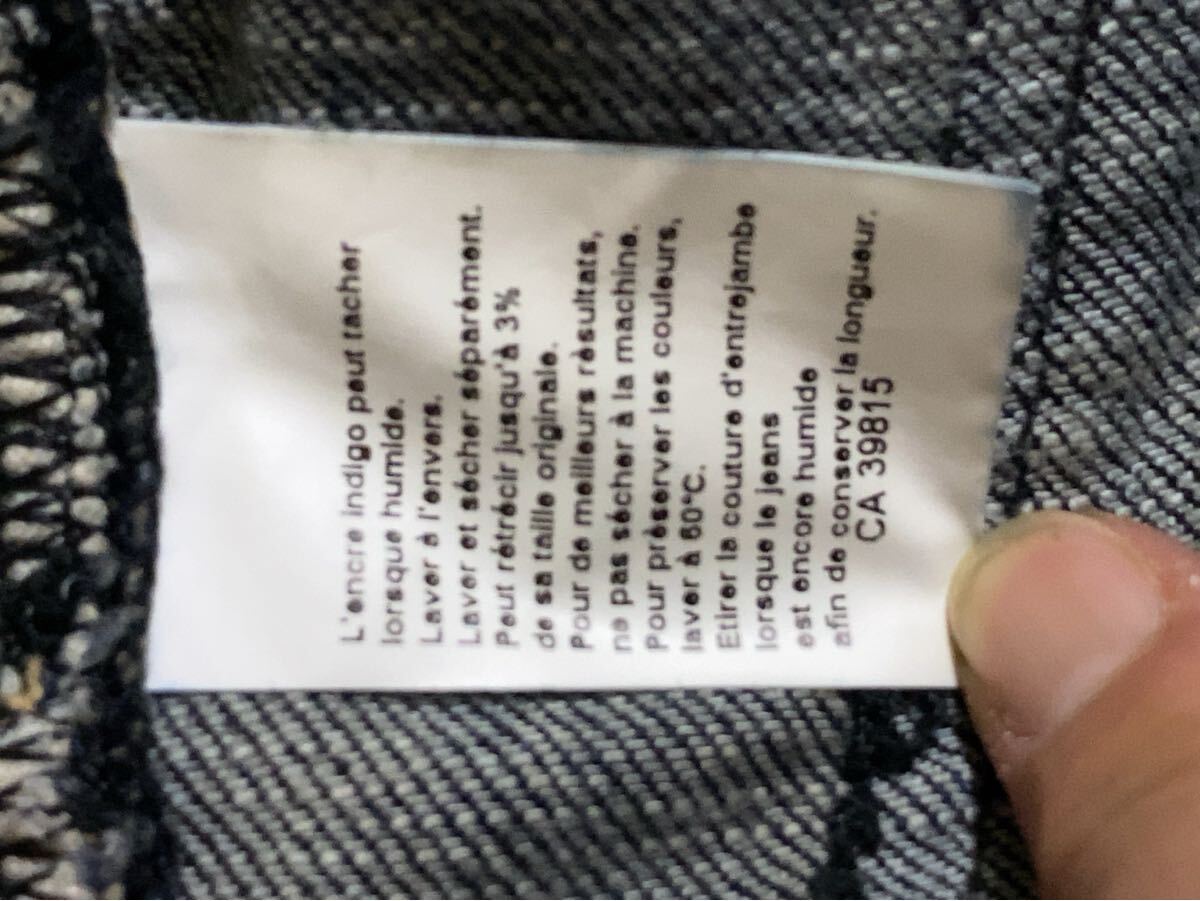 L'encre indigo peut tacher
lorsque humide.
Laver à l'envers.
Laver et sécher séparément.
Peut rétrécir jusqu'à 3%
de sa taille originale.
Pour de meilleurs résultats,
ne pas sécher à la machine.
Pour prèserver les couleurs,
laver à 60°C.
Etirer la couture d'entrejambe
lorsque le jeans
est encore humide
afin de conserver la longueur.
CA 39815